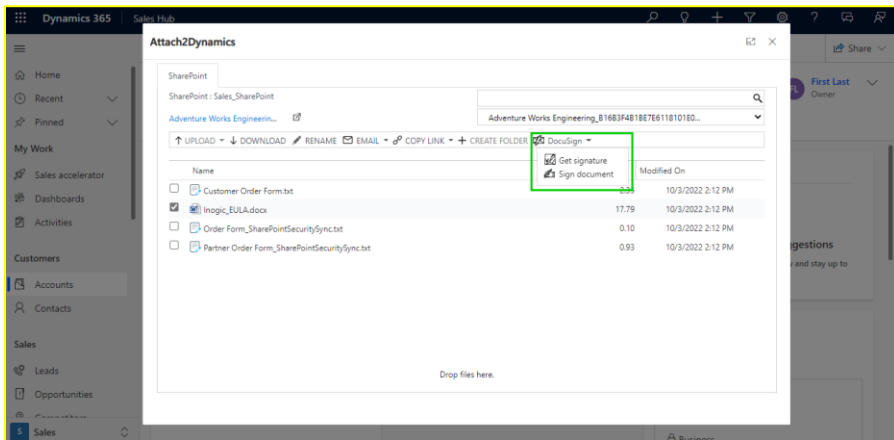 Dynamics 365 Sales Hub
Attach2Dynamics
Share
Home
Recent
Pinned
My Work
Sales accelerator
Dashboards
Activities
Customers
Accounts
Contacts
Sales
Leads
Opportunities
Competitors
S Sales
SharePoint
SharePoint : Sales_SharePoint
Adventure Works Engineerin...
Adventure Works Engineering_B16B3F4B1BE7E6118101E0...
UPLOAD DOWNLOAD RENAME EMAIL COPY LINK CREATE FOLDER DocuSign
Get signature
Sign document
Name Modified On
Customer Order Form.txt 2.39 10/3/2022 2:12 PM
Inogic_EULA.docx 17.79 10/3/2022 2:12 PM
Order Form_SharePointSecuritySync.txt 0.10 10/3/2022 2:12 PM
Partner Order Form_SharePointSecuritySync.txt 0.93 10/3/2022 2:12 PM
Drop files here.
First Last
Owner
ggestions
and stay up to
Business